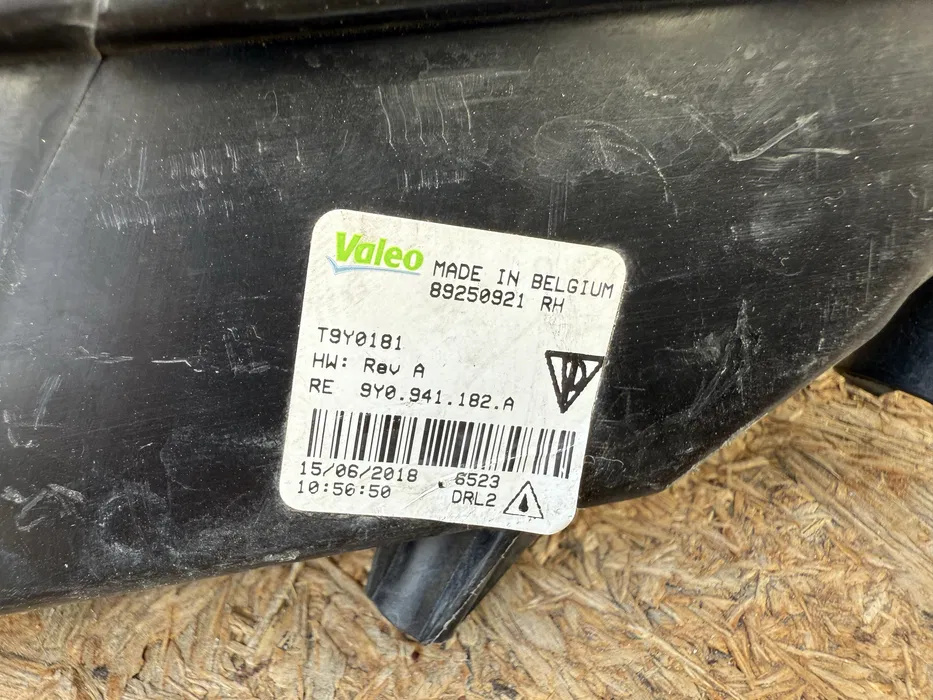 Valeo
MADE IN BELGIUM
89250921 RH
T9Y0181
HW: Rev A
RE 9Y0.941.182.A
15/06/2018 6523
10:56:50 DRL2